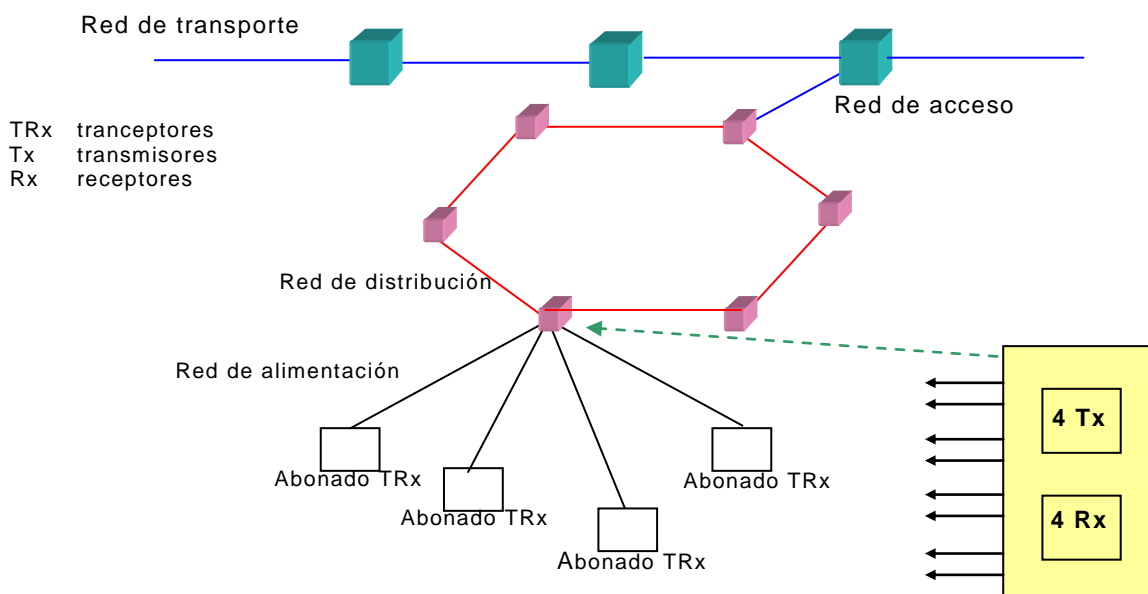 Red de transporte
Red de acceso
TRx tranceptores
Tx transmisores
Rx receptores
Red de distribución
Red de alimentación
4 Tx
4 Rx
Abonado TRx
Abonado TRx
Abonado TRx
Abonado TRx